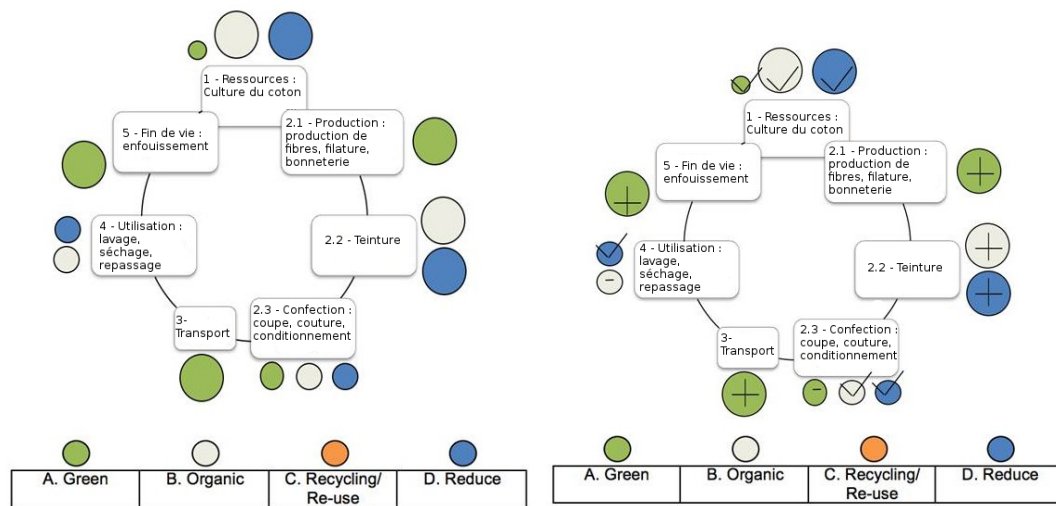 1 - Ressources :
Culture du coton
5 - Fin de vie :
enfouissement
2.1 - Production :
production de
fibres, filature,
bonneterie
4 - Utilisation :
lavage,
séchage,
repassage
2.2 - Teinture
3-
Transport
2.3 - Confection :
coupe, couture,
conditionnement
A. Green
B. Organic
C. Recycling/
Re-use
D. Reduce
1 - Ressources :
Culture du coton
5 - Fin de vie :
enfouissement
2.1 - Production :
production de
fibres, filature,
bonneterie
4 - Utilisation :
lavage,
séchage,
repassage
2.2 - Teinture
3-
Transport
2.3 - Confection :
coupe, couture,
conditionnement
A. Green
B. Organic
C. Recycling/
Re-use
D. Reduce